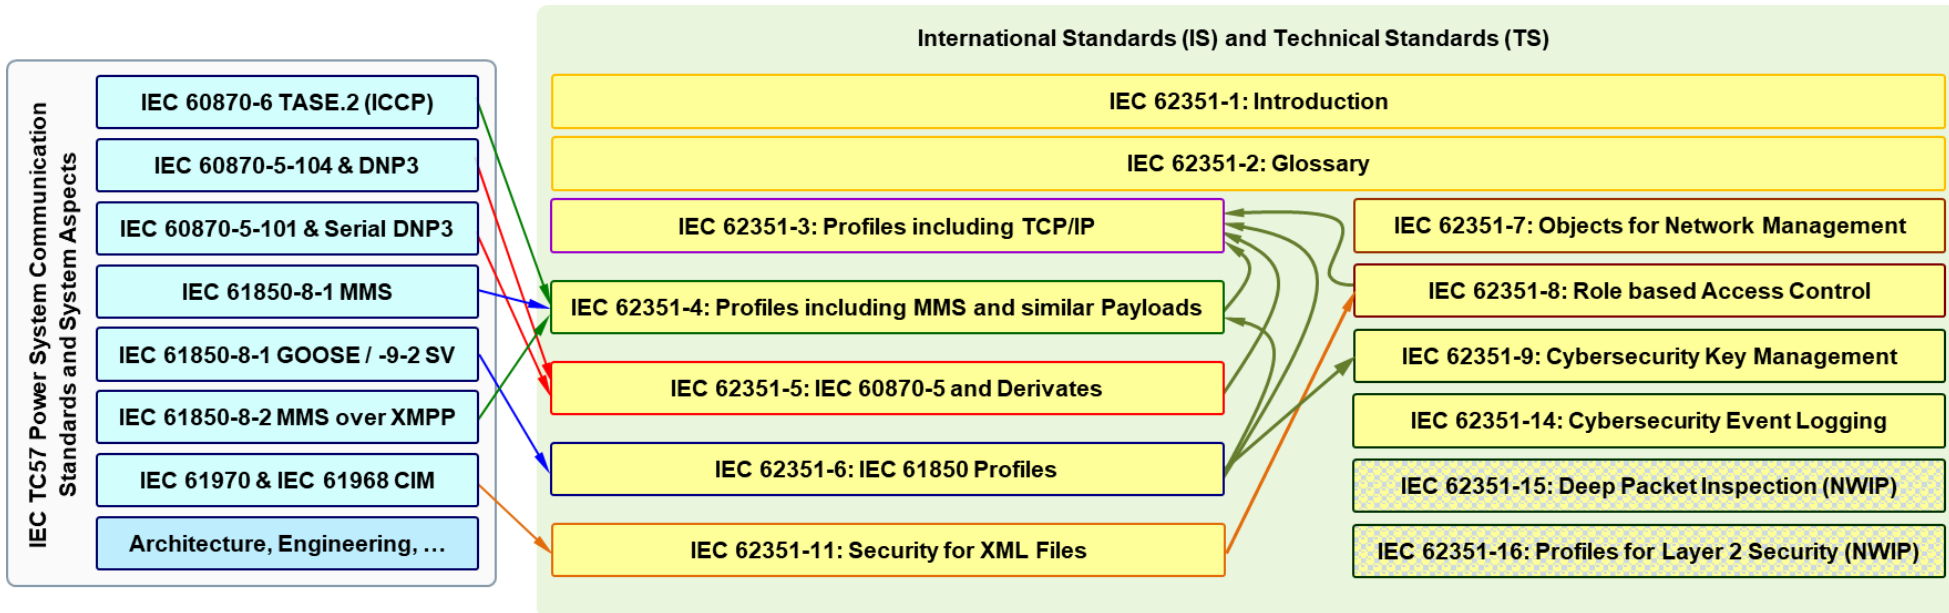 International Standards (IS) and Technical Standards (TS)
IEC TC57 Power System Communication
Standards and System Aspects
IEC 60870-6 TASE.2 (ICCP)
IEC 60870-5-104 & DNP3
IEC 60870-5-101 & Serial DNP3
IEC 61850-8-1 MMS
IEC 61850-8-1 GOOSE / -9-2 SV
IEC 61850-8-2 MMS over XMPP
IEC 61970 & IEC 61968 CIM
Architecture, Engineering, …
IEC 62351-1: Introduction
IEC 62351-2: Glossary
IEC 62351-3: Profiles including TCP/IP
IEC 62351-4: Profiles including MMS and similar Payloads
IEC 62351-5: IEC 60870-5 and Derivates
IEC 62351-6: IEC 61850 Profiles
IEC 62351-11: Security for XML Files
IEC 62351-7: Objects for Network Management
IEC 62351-8: Role based Access Control
IEC 62351-9: Cybersecurity Key Management
IEC 62351-14: Cybersecurity Event Logging
IEC 62351-15: Deep Packet Inspection (NWIP)
IEC 62351-16: Profiles for Layer 2 Security (NWIP)